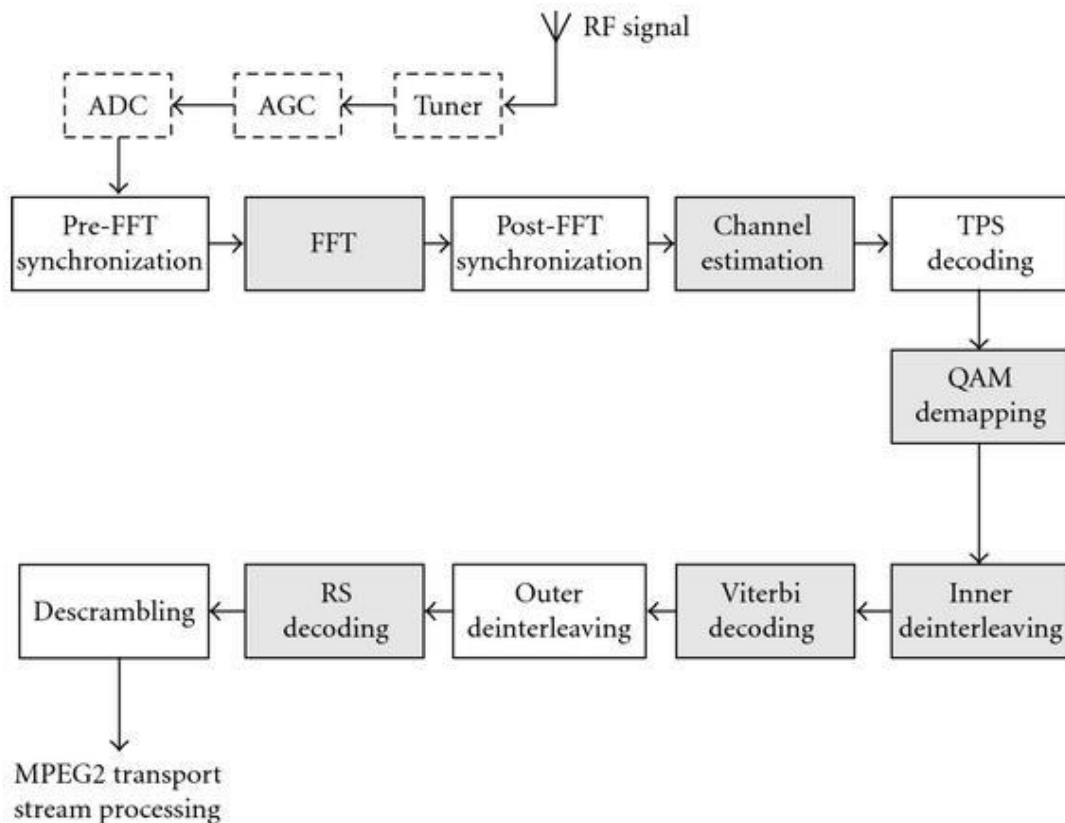 RF signal
ADC
AGC
Tuner
Pre-FFT
synchronization
FFT
Post-FFT
synchronization
Channel
estimation
TPS
decoding
QAM
demapping
Descrambling
RS
decoding
Outer
deinterleaving
Viterbi
decoding
Inner
deinterleaving
MPEG2 transport
stream processing